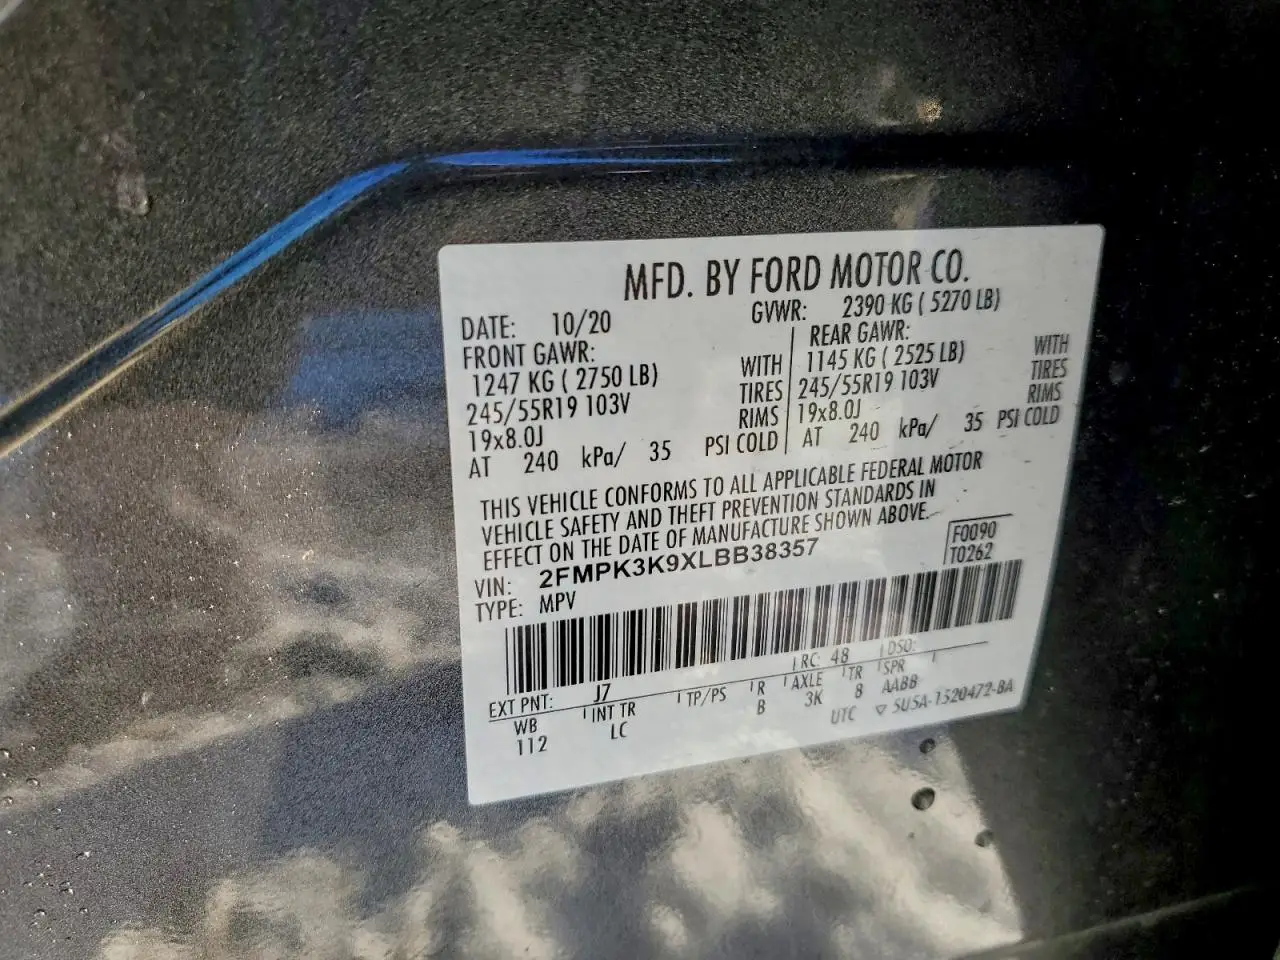 MFD. BY FORD MOTOR CO.
DATE: 10/20 GVWR: 2390 KG ( 5270 LB)
FRONT GAWR: REAR GAWR:
1247 KG ( 2750 LB) WITH 1145 KG ( 2525 LB) WITH
245/55R19 103V TIRES 245/55R19 103V TIRES
19x8.0J RIMS 19x8.0J RIMS
AT 240 kPa/ 35 PSI COLD AT 240 kPa/ 35 PSI COLD
THIS VEHICLE CONFORMS TO ALL APPLICABLE FEDERAL MOTOR
VEHICLE SAFETY AND THEFT PREVENTION STANDARDS IN
EFFECT ON THE DATE OF MANUFACTURE SHOWN ABOVE.
F0090
T0262
VIN: 2FMPK3K9XLBB38357
TYPE: MPV
EXT PNT: J7 RC: 48 DSO:
WB INT TR TP/PS R AXLE TR SPR
112 LC B 3K 8 AABB
UTC ▽ 5U5A-1520472-BA